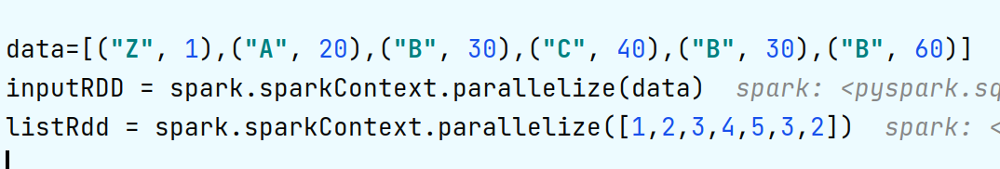 data=[("Z", 1),("A", 20),("B", 30),("C", 40),("B", 30),("B", 60)]
inputRDD = spark.sparkContext.parallelize(data)  spark: <pyspark.sq
listRdd = spark.sparkContext.parallelize([1,2,3,4,5,3,2])  spark: <